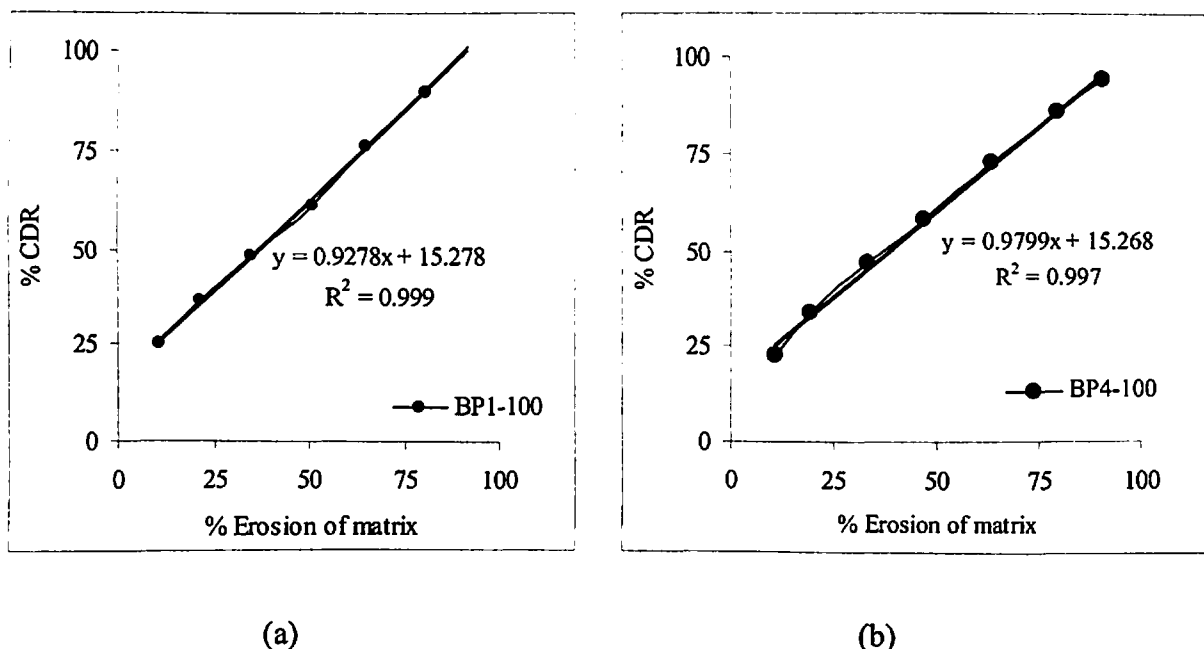 100
75
50
25
0
% CDR
y = 0.9278x + 15.278
R² = 0.999
BP1-100
0 25 50 75 100
% Erosion of matrix
(a)
100
75
50
25
0
% CDR
y = 0.9799x + 15.268
R² = 0.997
BP4-100
0 25 50 75 100
% Erosion of matrix
(b)